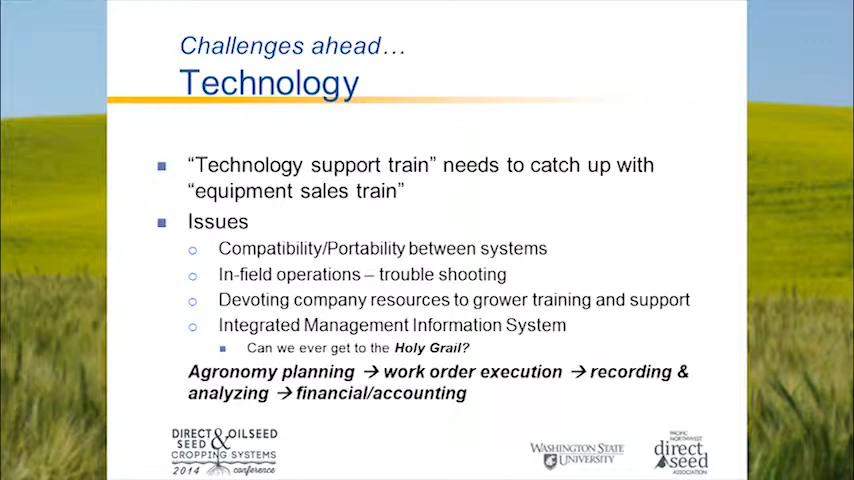 Challenges ahead…
Technology
“Technology support train” needs to catch up with
“equipment sales train”
Issues
Compatibility/Portability between systems
In-field operations – trouble shooting
Devoting company resources to grower training and support
Integrated Management Information System
Can we ever get to the Holy Grail?
Agronomy planning → work order execution → recording &
analyzing → financial/accounting
DIRECT & OILSEED
SEED
CROPPING SYSTEMS
2014 conference
WASHINGTON STATE
UNIVERSITY
PACIFIC
NORTHWEST
direct
seed
ASSOCIATION